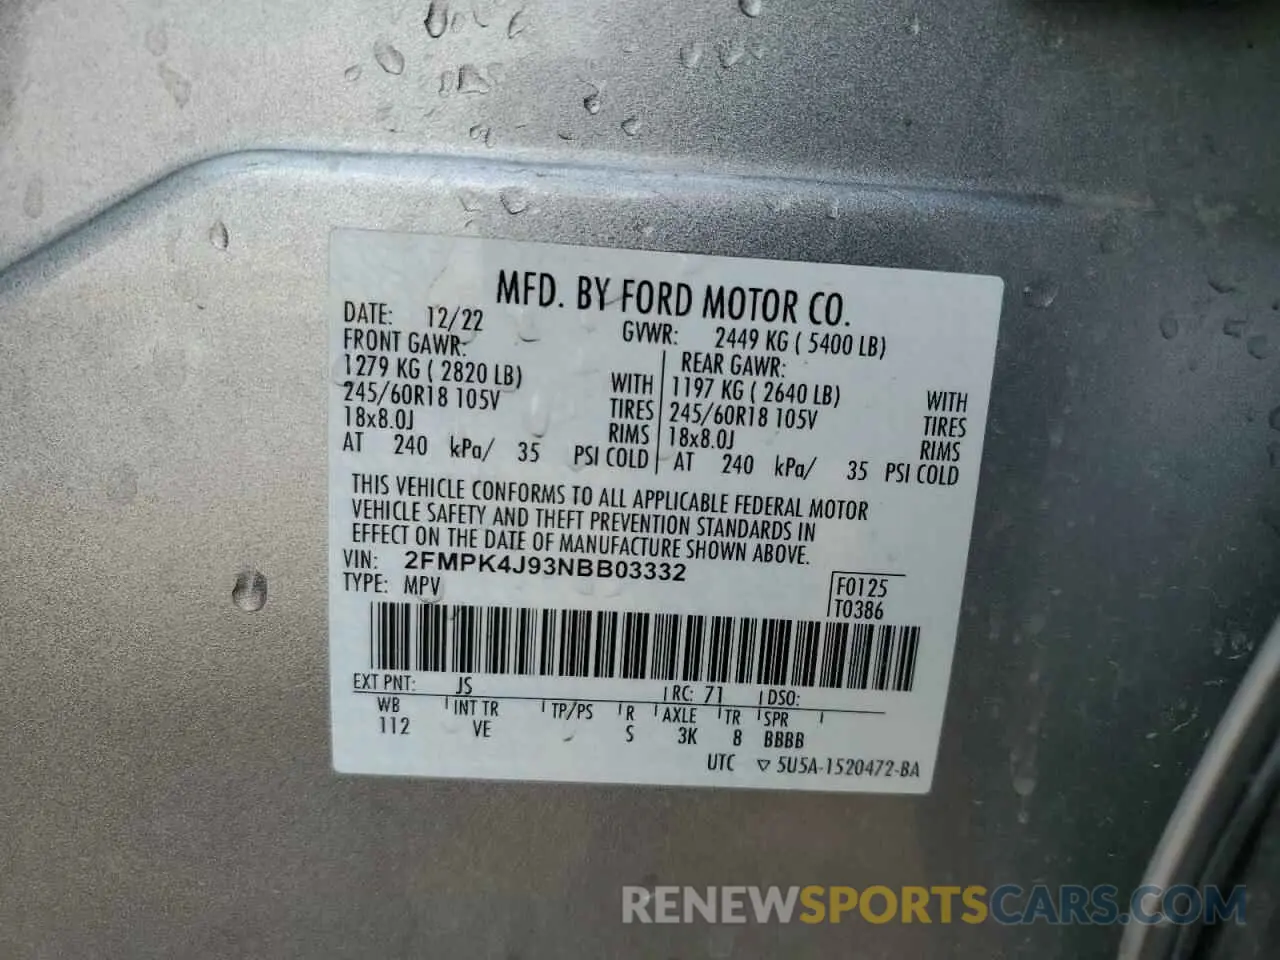 MFD. BY FORD MOTOR CO.
DATE: 12/22 GVWR: 2449 KG ( 5400 LB)
FRONT GAWR: REAR GAWR:
1279 KG ( 2820 LB) WITH 1197 KG ( 2640 LB) WITH
245/60R18 105V TIRES 245/60R18 105V TIRES
18x8.0J RIMS 18x8.0J RIMS
AT 240 kPa/ 35 PSI COLD AT 240 kPa/ 35 PSI COLD
THIS VEHICLE CONFORMS TO ALL APPLICABLE FEDERAL MOTOR
VEHICLE SAFETY AND THEFT PREVENTION STANDARDS IN
EFFECT ON THE DATE OF MANUFACTURE SHOWN ABOVE.
VIN: 2FMPK4J93NBB03332
TYPE: MPV
F0125
T0386
EXT PNT: JS RC: 71 DSO:
WB INT TR TP/PS R AXLE TR SPR
112 VE S 3K 8 BBBB
UTC ▽ 5U5A-1520472-BA
RENEWSPORTSCARS.COM